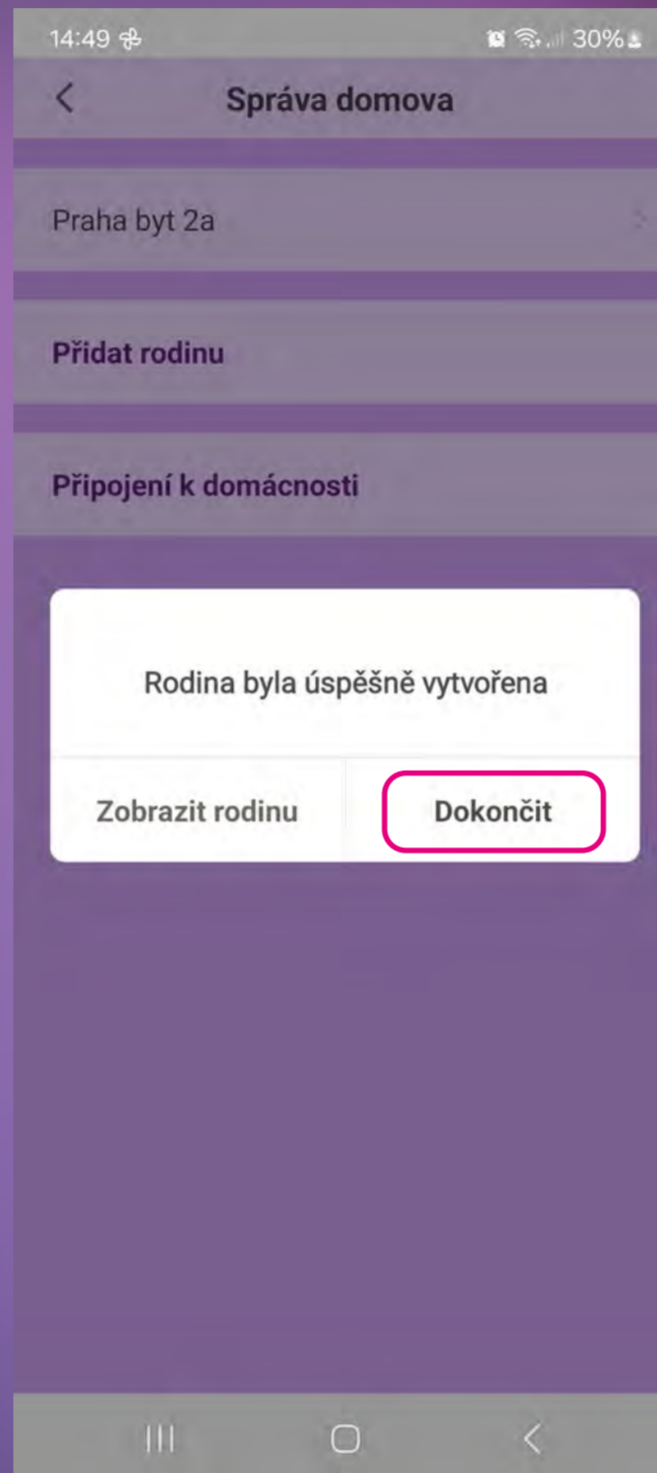 14:49
30%
Správa domova
Praha byt 2a
Přidat rodinu
Připojení k domácnosti
Rodina byla úspěšně vytvořena
Zobrazit rodinu
Dokončit